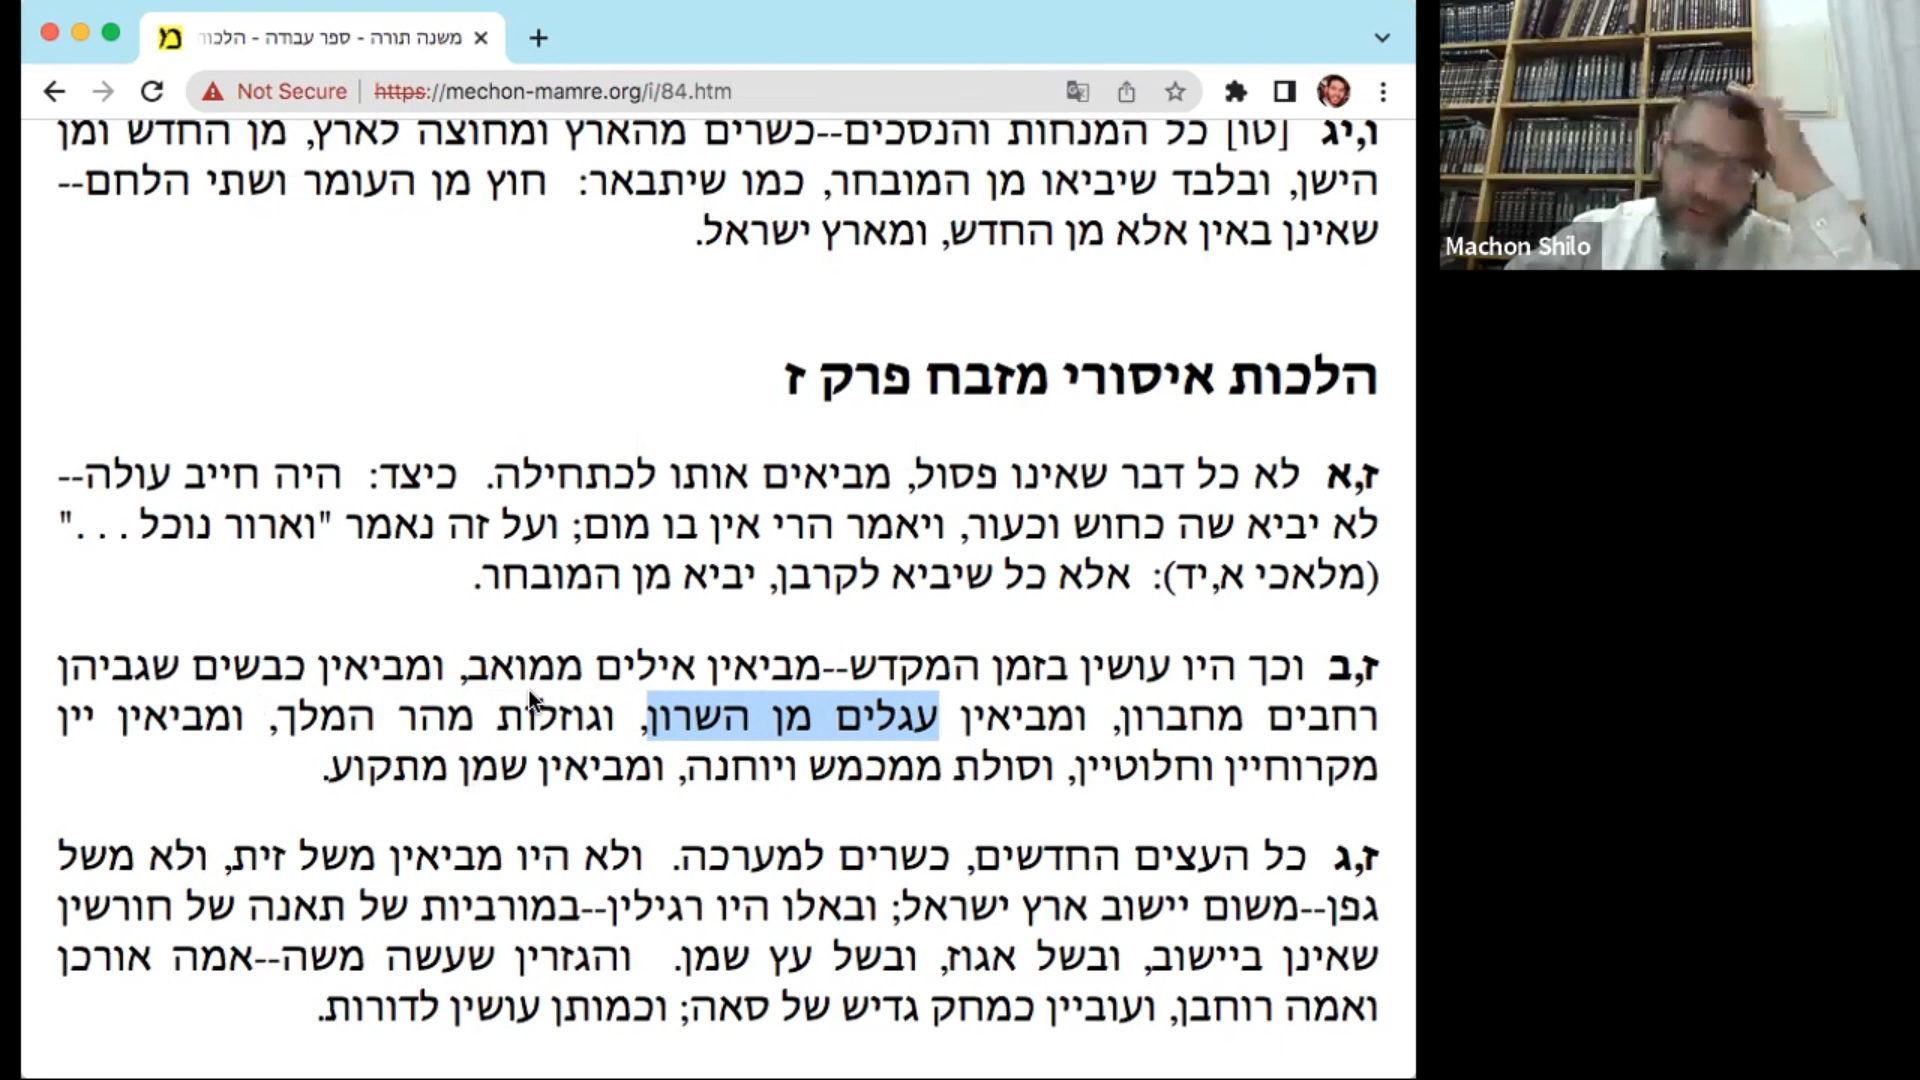 משנה תורה - ספר עבודה - הלכות
Not Secure
https://mechon-mamre.org/i/84.htm
ו,יג [טו] כל המנחות והנסכים--כשרים מהארץ ומחוצה לארץ, מן החדש ומן
הישן, ובלבד שיביאו מן המובחר, כמו שיתבאר: חוץ מן העומר ושתי הלחם--
שאינן באין אלא מן החדש, ומארץ ישראל.
הלכות איסורי מזבח פרק ז
ז,א לא כל דבר שאינו פסול, מביאים אותו לכתחילה. כיצד: היה חייב עולה--
לא יביא שה כחוש וכעור, ויאמר הרי אין בו מום; ועל זה נאמר "וארור נוכל . . ."
(מלאכי א,יד): אלא כל שיביא לקרבן, יביא מן המובחר.
ז,ב וכך היו עושין בזמן המקדש--מביאין אילים ממואב, ומביאין כבשים שגביהן
רחבים מחברון, ומביאין עגלים מן השרון, וגוזלות מהר המלך, ומביאין יין
מקרוחיין וחלוטיין, וסולת ממכמש ויוחנה, ומביאין שמן מתקוע.
ז,ג כל העצים החדשים, כשרים למערכה. ולא היו מביאין משל זית, ולא משל
גפן--משום יישוב ארץ ישראל; ובאלו היו רגילין--במורביות של תאנה של חורשין
שאינן ביישוב, ובשל אגוז, ובשל עץ שמן. והגזרין שעשה משה--אמה אורכן
ואמה רוחבן, ועוביין כמחק גדיש של סאה; וכמותן עושין לדורות.
Machon Shilo